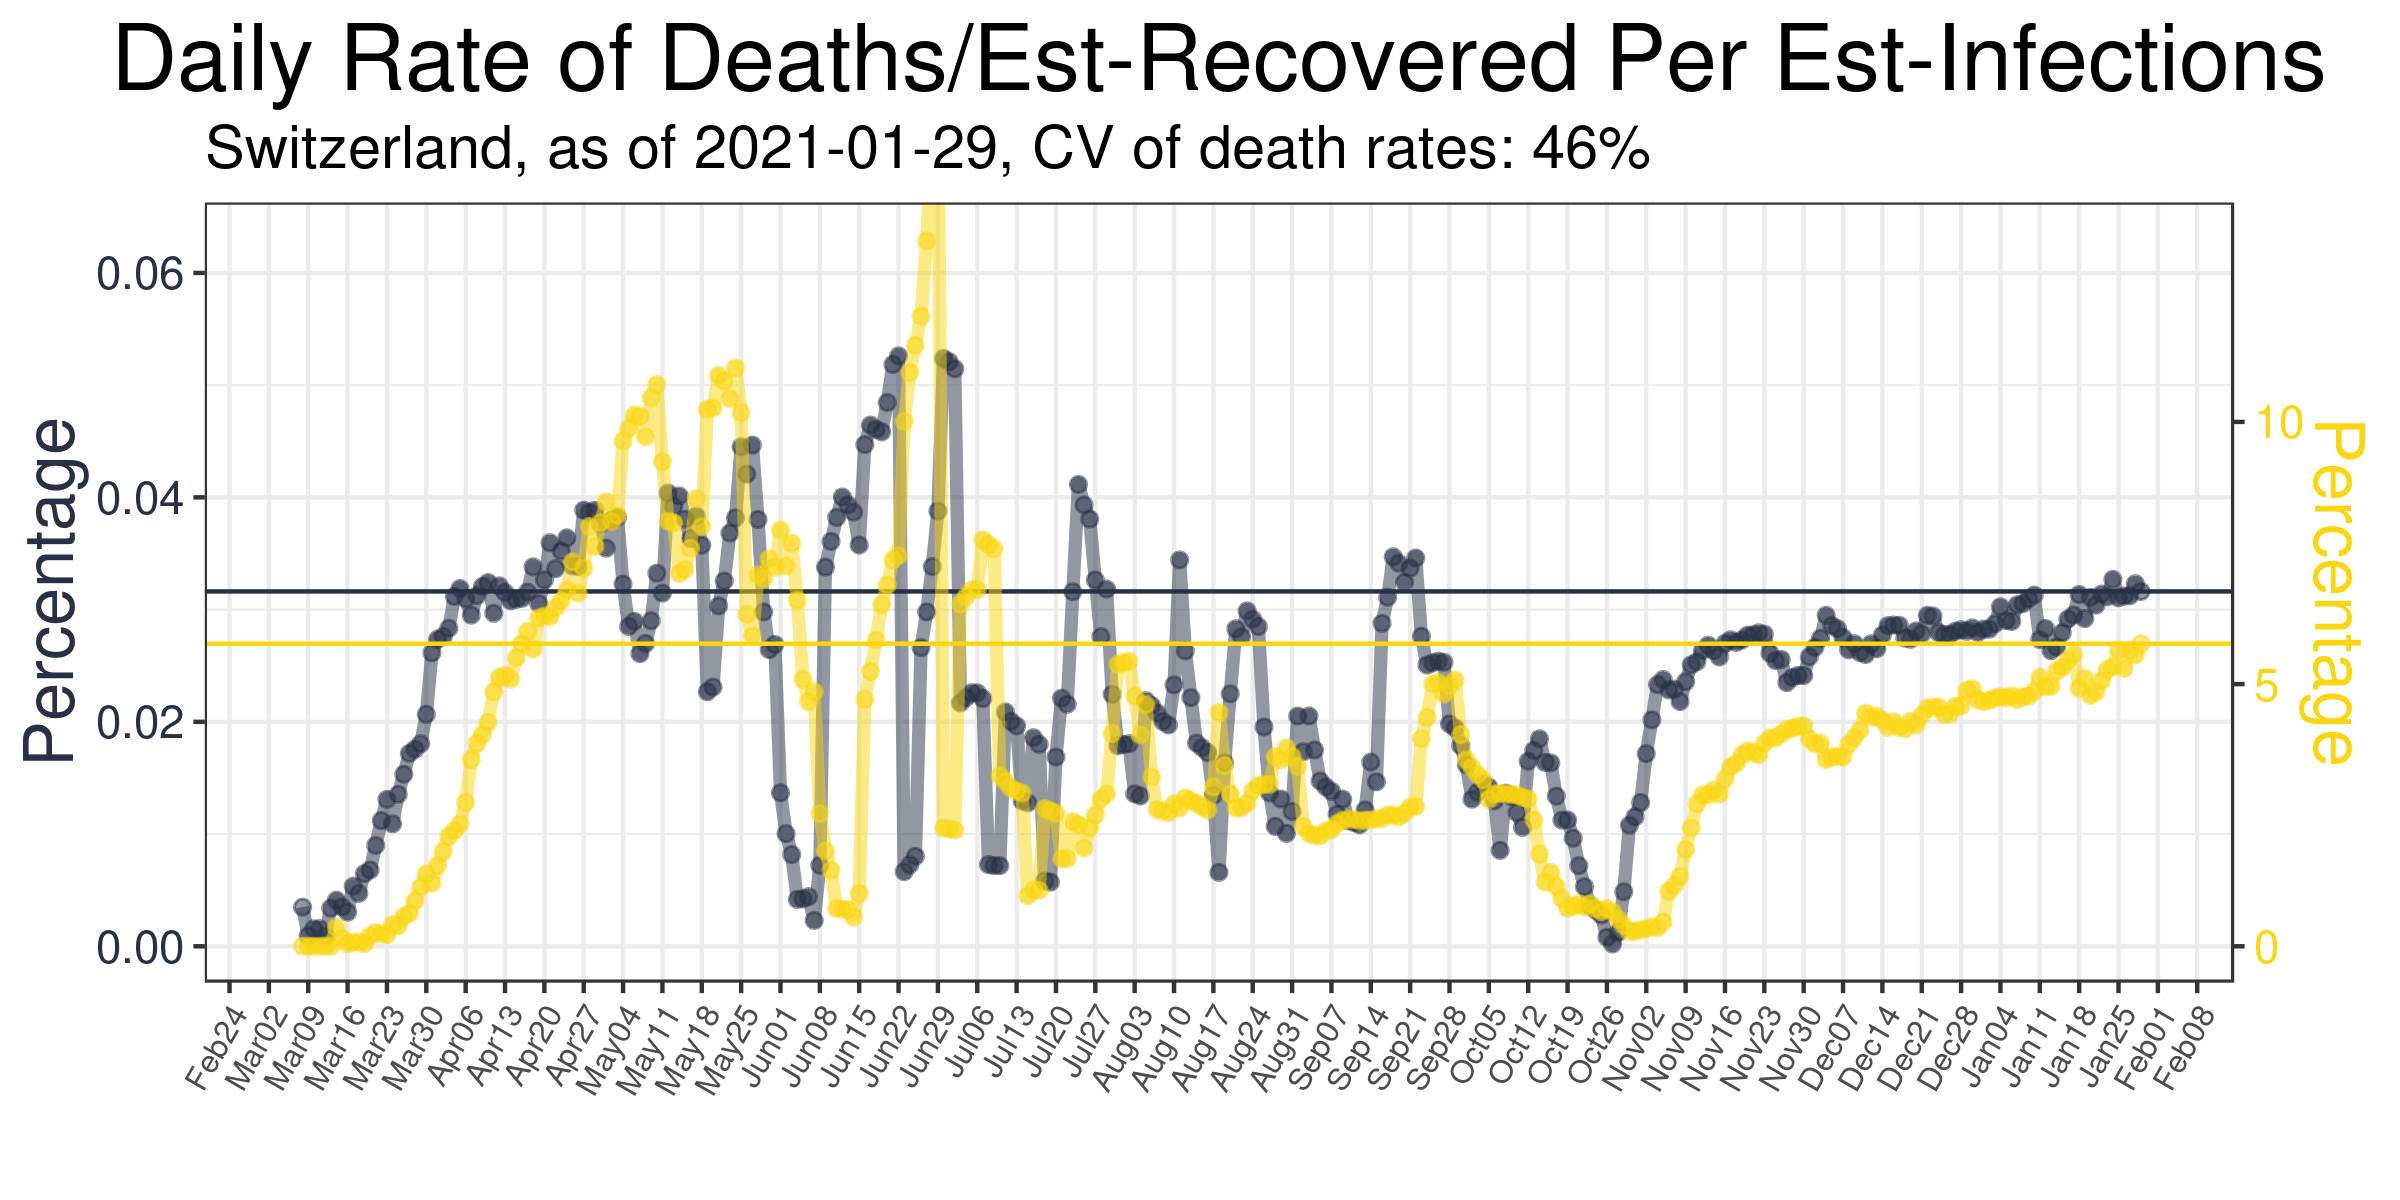 Daily Rate of Deaths/Est-Recovered Per Est-Infections
Switzerland, as of 2021-01-29, CV of death rates: 46%
Percentage
0.06
0.04
0.02
0.00
10
5
0
Percentage
Feb24 Mar02 Mar09 Mar16 Mar23 Mar30 Apr06 Apr13 Apr20 Apr27 May04 May11 May18 May25 Jun01 Jun08 Jun15 Jun22 Jun29 Jul06 Jul13 Jul20 Jul27 Aug03 Aug10 Aug17 Aug24 Aug31 Sep07 Sep14 Sep21 Sep28 Oct05 Oct12 Oct19 Oct26 Nov02 Nov09 Nov16 Nov23 Nov30 Dec07 Dec14 Dec21 Dec28 Jan04 Jan11 Jan18 Jan25 Feb01 Feb08